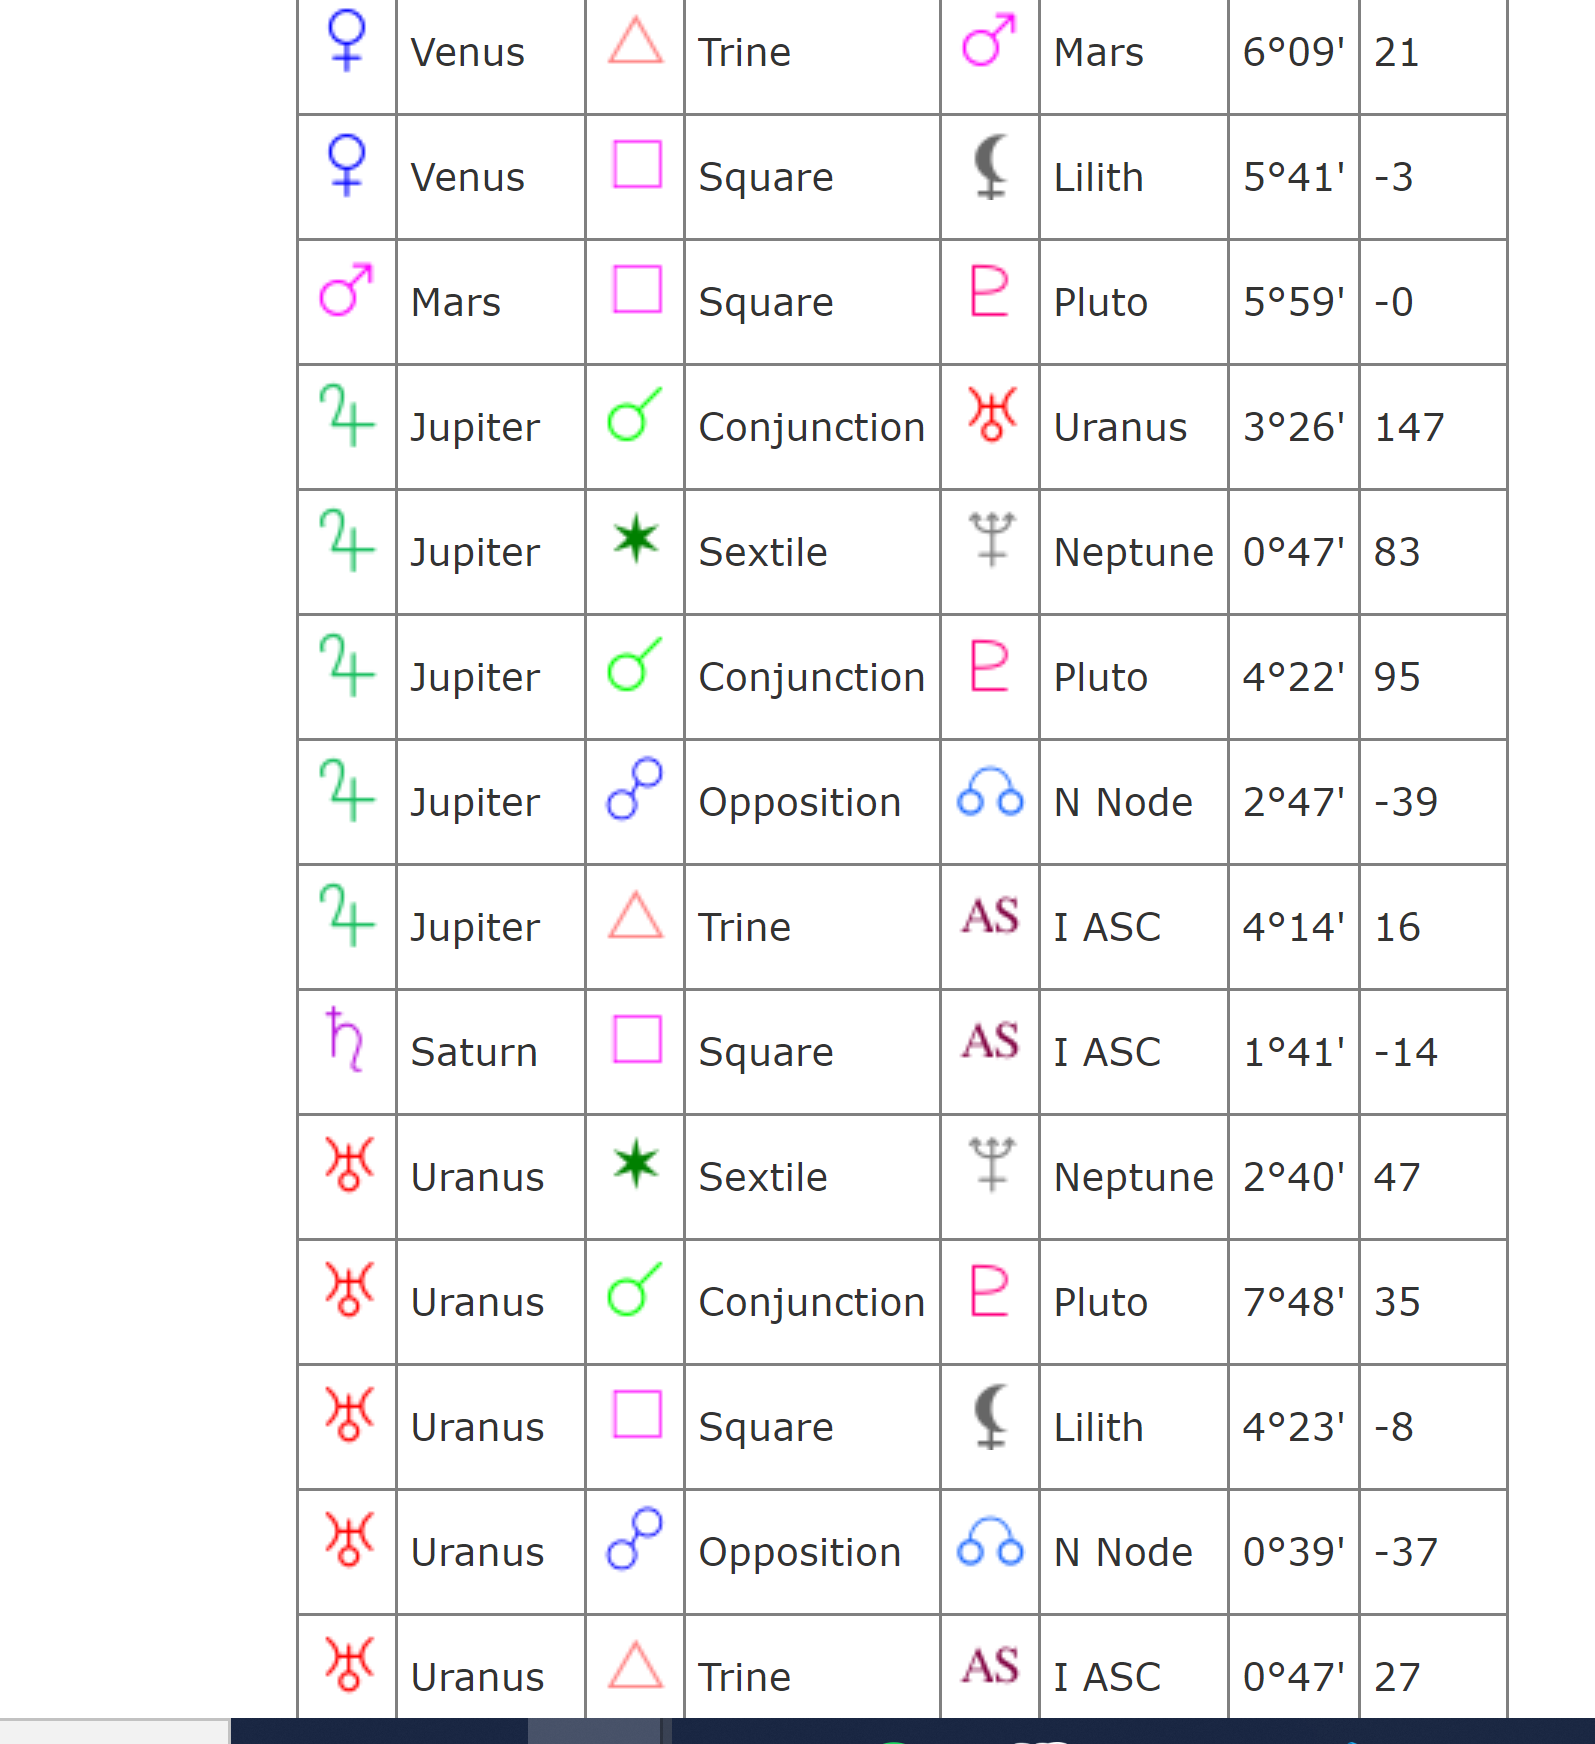 Venus Trine Mars 6°09' 21
Venus Square Lilith 5°41' -3
Mars Square Pluto 5°59' -0
Jupiter Conjunction Uranus 3°26' 147
Jupiter Sextile Neptune 0°47' 83
Jupiter Conjunction Pluto 4°22' 95
Jupiter Opposition N Node 2°47' -39
Jupiter Trine AS I ASC 4°14' 16
Saturn Square AS I ASC 1°41' -14
Uranus Sextile Neptune 2°40' 47
Uranus Conjunction Pluto 7°48' 35
Uranus Square Lilith 4°23' -8
Uranus Opposition N Node 0°39' -37
Uranus Trine AS I ASC 0°47' 27